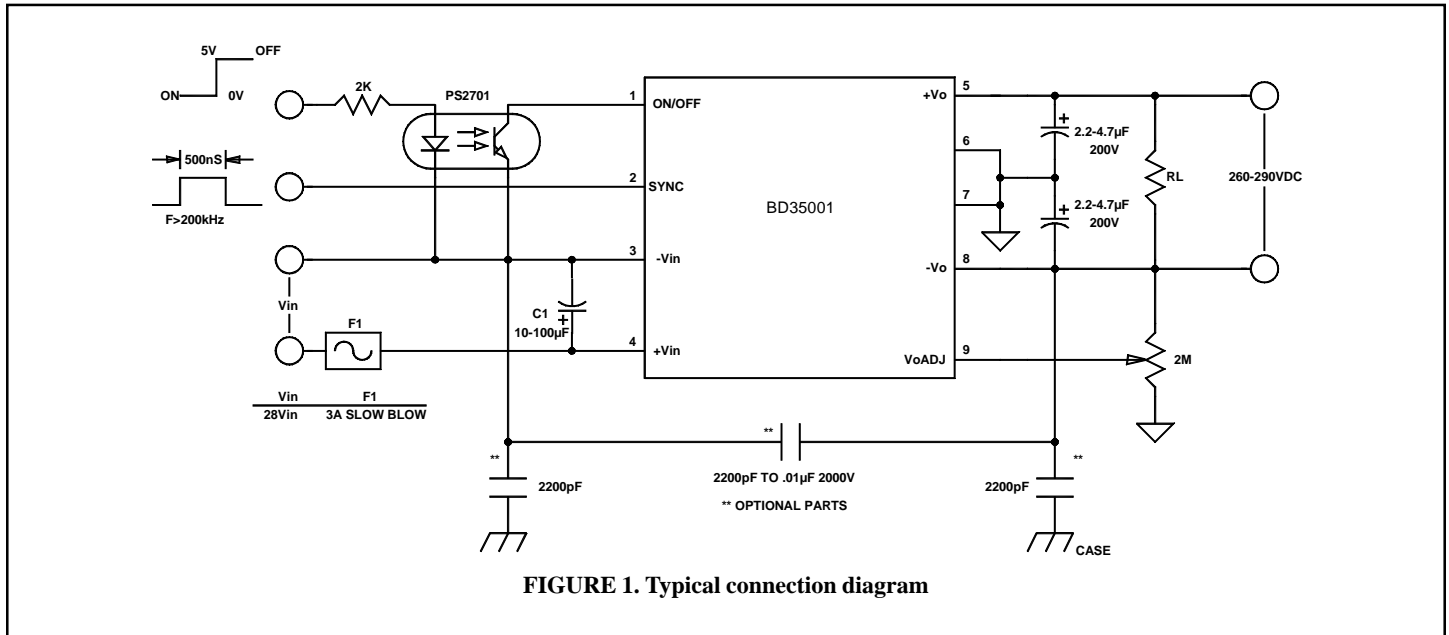 5V OFF
ON 0V
2K
PS2701
500nS
F>200kHz
Vin
F1
Vin F1
28Vin 3A SLOW BLOW
C1
+
10-100µF
1 ON/OFF
2 SYNC
3 -Vin
4 +Vin
BD35001
+Vo 5
6
7
-Vo 8
VoADJ 9
+
2.2-4.7µF
200V
+
2.2-4.7µF
200V
RL
260-290VDC
2M
**
2200pF
**
2200pF TO .01µF 2000V
** OPTIONAL PARTS
**
2200pF
CASE
FIGURE 1. Typical connection diagram